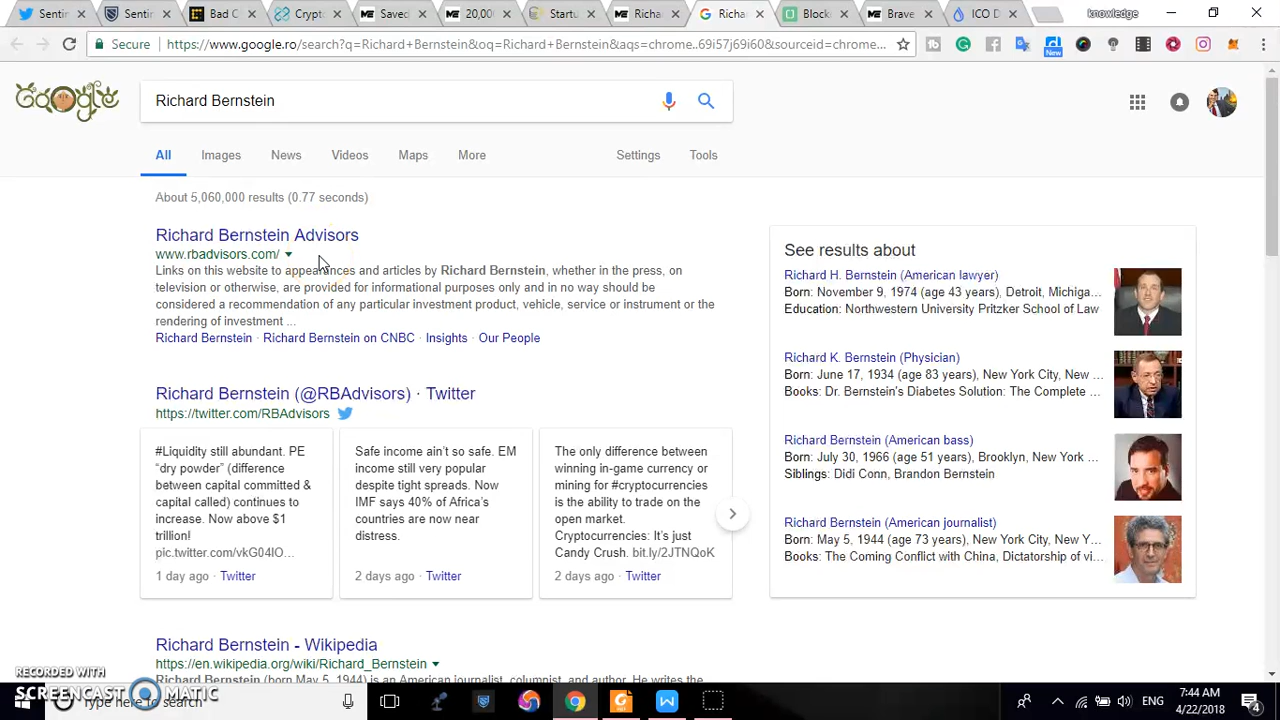 Sentir
Sentir
Bad C
Crypt
Saved
20,00
Startu
Richa
Richa
Block
Brave
ICO D
knowledge
Secure
https://www.google.ro/search?q=Richard+Bernstein&oq=Richard+Bernstein&aqs=chrome..69i57j69i60&sourceid=chrome...
New
Google
Richard Bernstein
All Images News Videos Maps More Settings Tools
About 5,060,000 results (0.77 seconds)
Richard Bernstein Advisors
www.rbadvisors.com/
Links on this website to appearances and articles by Richard Bernstein, whether in the press, on
television or otherwise, are provided for informational purposes only and in no way should be
considered a recommendation of any particular investment product, vehicle, service or instrument or the
rendering of investment ...
Richard Bernstein · Richard Bernstein on CNBC · Insights · Our People
Richard Bernstein (@RBAdvisors) · Twitter
https://twitter.com/RBAdvisors
#Liquidity still abundant. PE
“dry powder” (difference
between capital committed &
capital called) continues to
increase. Now above $1
trillion!
pic.twitter.com/vkG04lO...
1 day ago · Twitter
Safe income ain't so safe. EM
income still very popular
despite tight spreads. Now
IMF says 40% of Africa's
countries are now near
distress.
2 days ago · Twitter
The only difference between
winning in-game currency or
mining for #cryptocurrencies
is the ability to trade on the
open market.
Cryptocurrencies: It's just
Candy Crush. bit.ly/2JTNQoK
2 days ago · Twitter
Richard Bernstein - Wikipedia
https://en.wikipedia.org/wiki/Richard_Bernstein
Richard Bernstein (born May 5, 1944) is an American journalist, columnist, and author. He writes the
See results about
Richard H. Bernstein (American lawyer)
Born: November 9, 1974 (age 43 years), Detroit, Michiga...
Education: Northwestern University Pritzker School of Law
Richard K. Bernstein (Physician)
Born: June 17, 1934 (age 83 years), New York City, New ...
Books: Dr. Bernstein's Diabetes Solution: The Complete ...
Richard Bernstein (American bass)
Born: July 30, 1966 (age 51 years), Brooklyn, New York ...
Siblings: Didi Conn, Brandon Bernstein
Richard Bernstein (American journalist)
Born: May 5, 1944 (age 73 years), New York City, New Y...
Books: The Coming Conflict with China, Dictatorship of vi...
RECORDED WITH
SCREENCAST MATIC
Type here to search
ENG
7:44 AM
4/22/2018
4